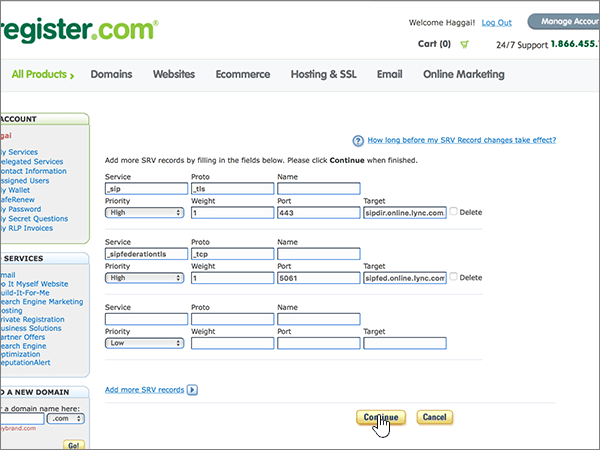 register.com®
Welcome Haggai! Log Out
Manage Accou
Cart (0)
24/7 Support 1.866.455.
All Products
Domains
Websites
Ecommerce
Hosting & SSL
Email
Online Marketing
ACCOUNT
gai
y Services
elegated Services
ontact Information
ssigned Users
y Wallet
afeRenew
y Password
y Secret Questions
y RLP Invoices
SERVICES
mail
o It Myself Website
uild-It-For-Me
earch Engine Marketing
osting
rivate Registration
usiness Solutions
artner Offers
earch Engine
ptimization
eputationAlert
D A NEW DOMAIN
r a domain name here:
.com
ybrand.com
Go!
How long before my SRV Record changes take effect?
Add more SRV records by filling in the fields below. Please click Continue when finished.
Service Proto Name
_sip _tls
Priority Weight Port Target
High 1 443 sipdir.online.lync.com Delete
Service Proto Name
_sipfederationtls _tcp
Priority Weight Port Target
High 1 5061 sipfed.online.lync.com Delete
Service Proto Name
Priority Weight Port Target
Low
Add more SRV records
Continue Cancel